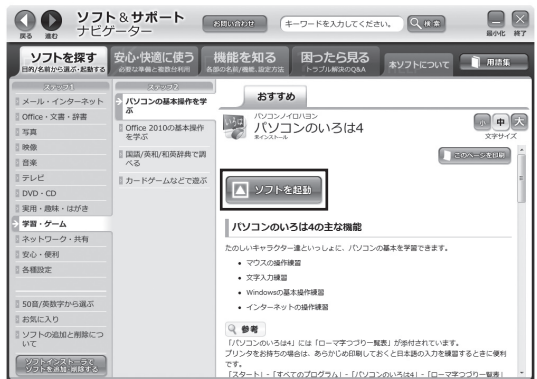 ソフト&サポート
ナビゲーター
戻る 進む
お問い合わせ
キーワードを入力してください。
検索
最小化 終了
ソフトを探す
目的/名前から選ぶ・起動する
安心・快適に使う
必要な準備と複数台利用
機能を知る
各部の名前/機能、設定方法
困ったら見る
トラブル解決のQ&A
本ソフトについて
用語集
ステップ1
メール・インターネット
Office・文書・辞書
写真
映像
音楽
テレビ
DVD・CD
実用・趣味・はがき
学習・ゲーム
ネットワーク・共有
安心・便利
各種設定
50音/英数字から選ぶ
お気に入り
ソフトの追加と削除につ
いて
ソフトインストーラで
ソフトを追加・削除する
ステップ2
パソコンの基本操作を学
ぶ
Office 2010の基本操作
を学ぶ
国語/英和/和英辞典で調
べる
カードゲームなどで遊ぶ
おすすめ
パソコンノイロハヨン
パソコンのいろは4
未インストール
小 中 大
文字サイズ
このページを印刷
ソフトを起動
パソコンのいろは4の主な機能
たのしいキャラクター達といっしょに、パソコンの基本を学習できます。
• マウスの操作練習
• 文字入力練習
• Windowsの基本操作練習
• インターネットの操作練習
参考
「パソコンのいろは4」には「ローマ字つづり一覧表」が添付されています。
プリンタをお持ちの場合は、あらかじめ印刷しておくと日本語の入力を練習するときに便利
です。
「スタート」-「すべてのプログラム」-「パソコンのいろは4」-「ローマ字つづり一覧表」